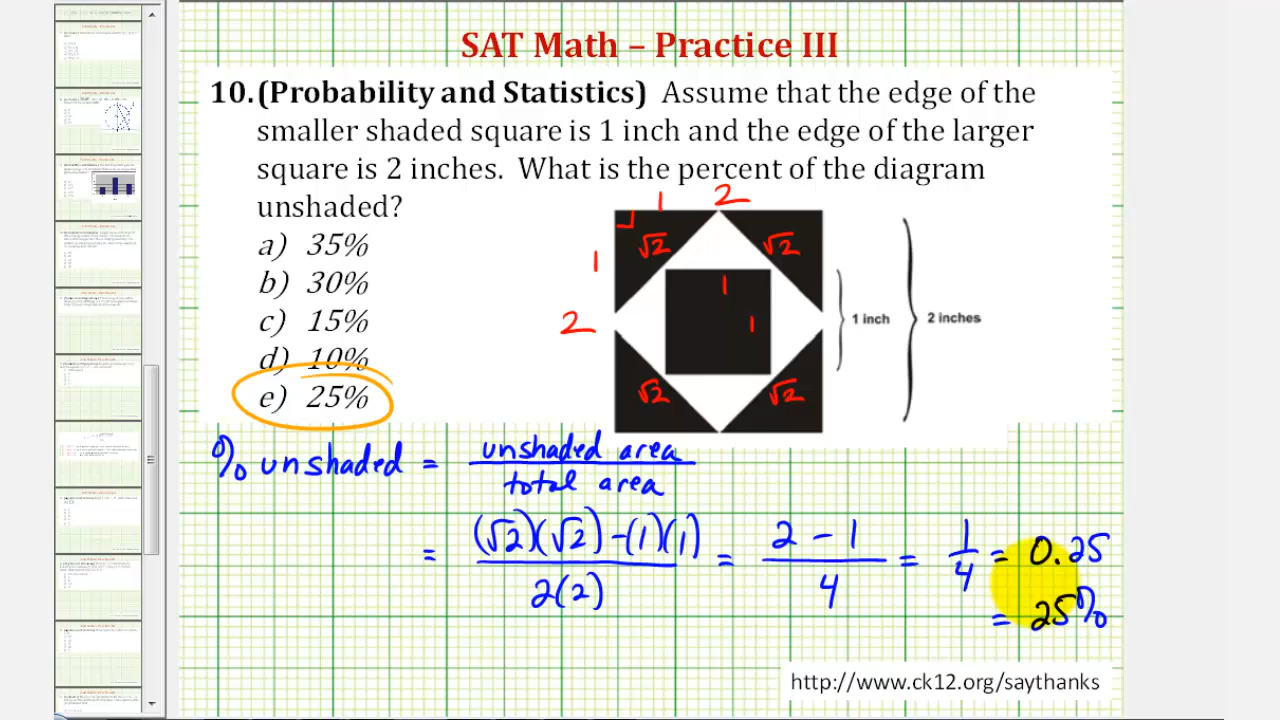 SAT Math – Practice III
10. (Probability and Statistics) Assume that the edge of the
smaller shaded square is 1 inch and the edge of the larger
square is 2 inches. What is the percent of the diagram
unshaded?
a) 35%
b) 30%
c) 15%
d) 10%
e) 25%
1 2
√2 √2
1
1
2 1
1 inch 2 inches
√2 √2
% unshaded = unshaded area
total area
= (√2)(√2) - (1)(1) = 2 - 1 = 1 = 0.25
2(2) 4 4
= 25%
http://www.ck12.org/saythanks